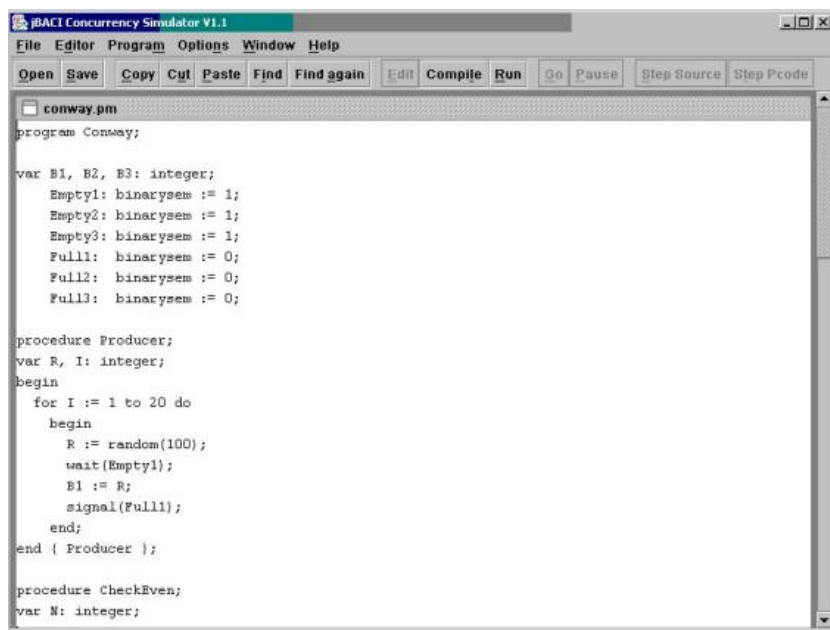 jBACI Concurrency Simulator V1.1
File Editor Program Options Window Help
Open Save Copy Cut Paste Find Find again Edit Compile Run Go Pause Step Source Step Pcode
conway.pm
program Conway;
var B1, B2, B3: integer;
Empty1: binarysem := 1;
Empty2: binarysem := 1;
Empty3: binarysem := 1;
Full1: binarysem := 0;
Full2: binarysem := 0;
Full3: binarysem := 0;
procedure Producer;
var R, I: integer;
begin
for I := 1 to 20 do
begin
R := random(100);
wait(Empty1);
B1 := R;
signal(Full1);
end;
end { Producer };
procedure CheckEven;
var N: integer;